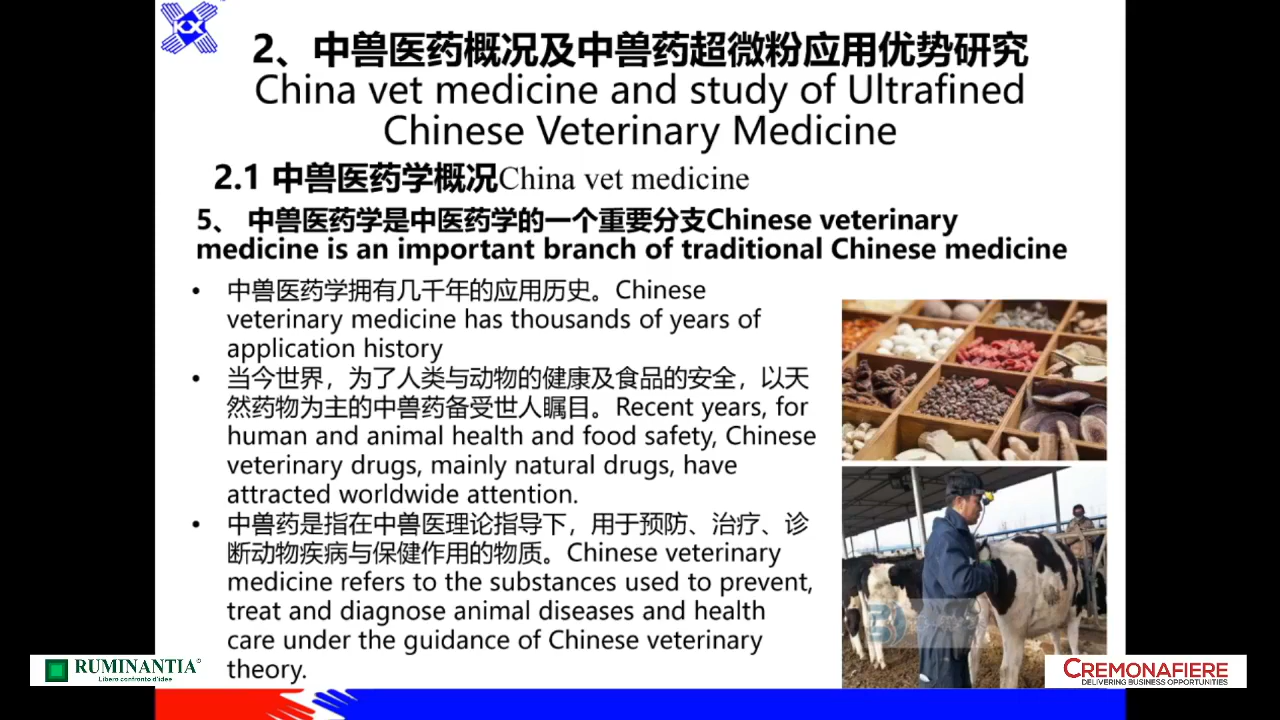 KX
2、中兽医药概况及中兽药超微粉应用优势研究
China vet medicine and study of Ultrafined
Chinese Veterinary Medicine
2.1 中兽医药学概况China vet medicine
5、 中兽医药学是中医药学的一个重要分支Chinese veterinary
medicine is an important branch of traditional Chinese medicine
• 中兽医药学拥有几千年的应用历史。Chinese
veterinary medicine has thousands of years of
application history
• 当今世界，为了人类与动物的健康及食品的安全，以天
然药物为主的中兽药备受世人瞩目。Recent years, for
human and animal health and food safety, Chinese
veterinary drugs, mainly natural drugs, have
attracted worldwide attention.
• 中兽药是指在中兽医理论指导下，用于预防、治疗、诊
断动物疾病与保健作用的物质。Chinese veterinary
medicine refers to the substances used to prevent,
treat and diagnose animal diseases and health
care under the guidance of Chinese veterinary
theory.
RUMINANTIA
Libero confronto d'idee
CREMONAFIERE
DELIVERING BUSINESS OPPORTUNITIES